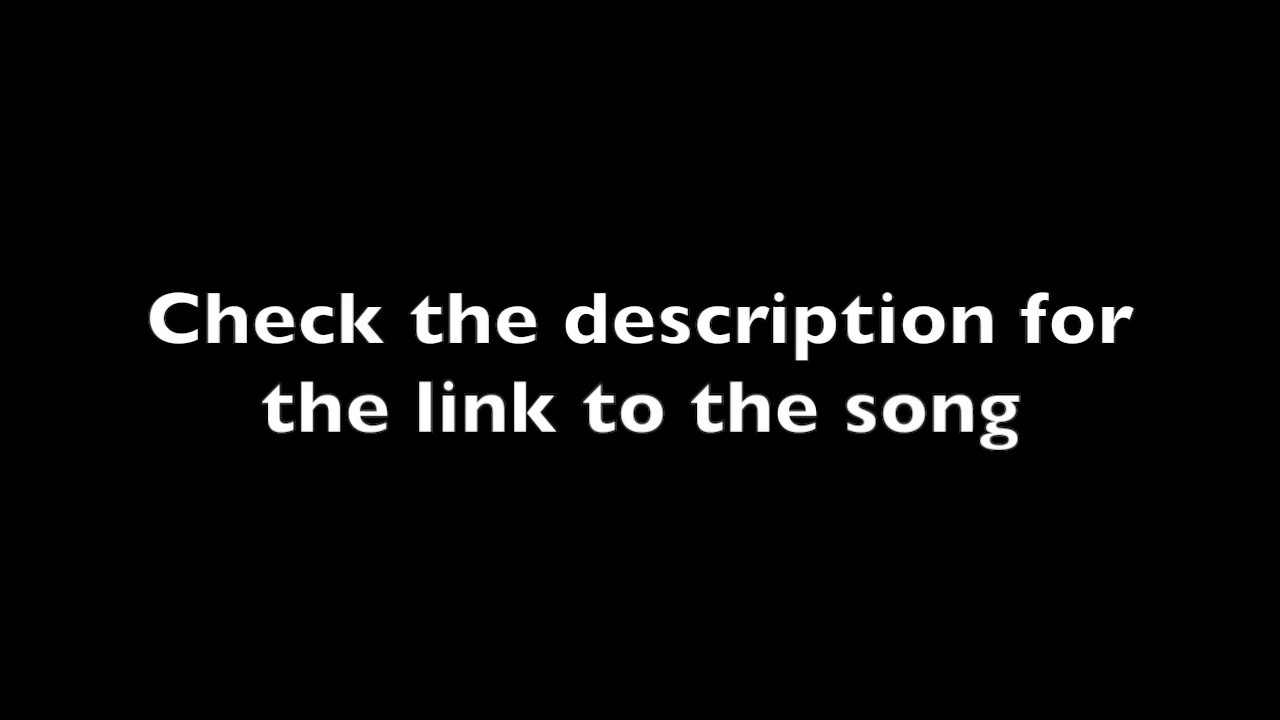 Check the description for
the link to the song